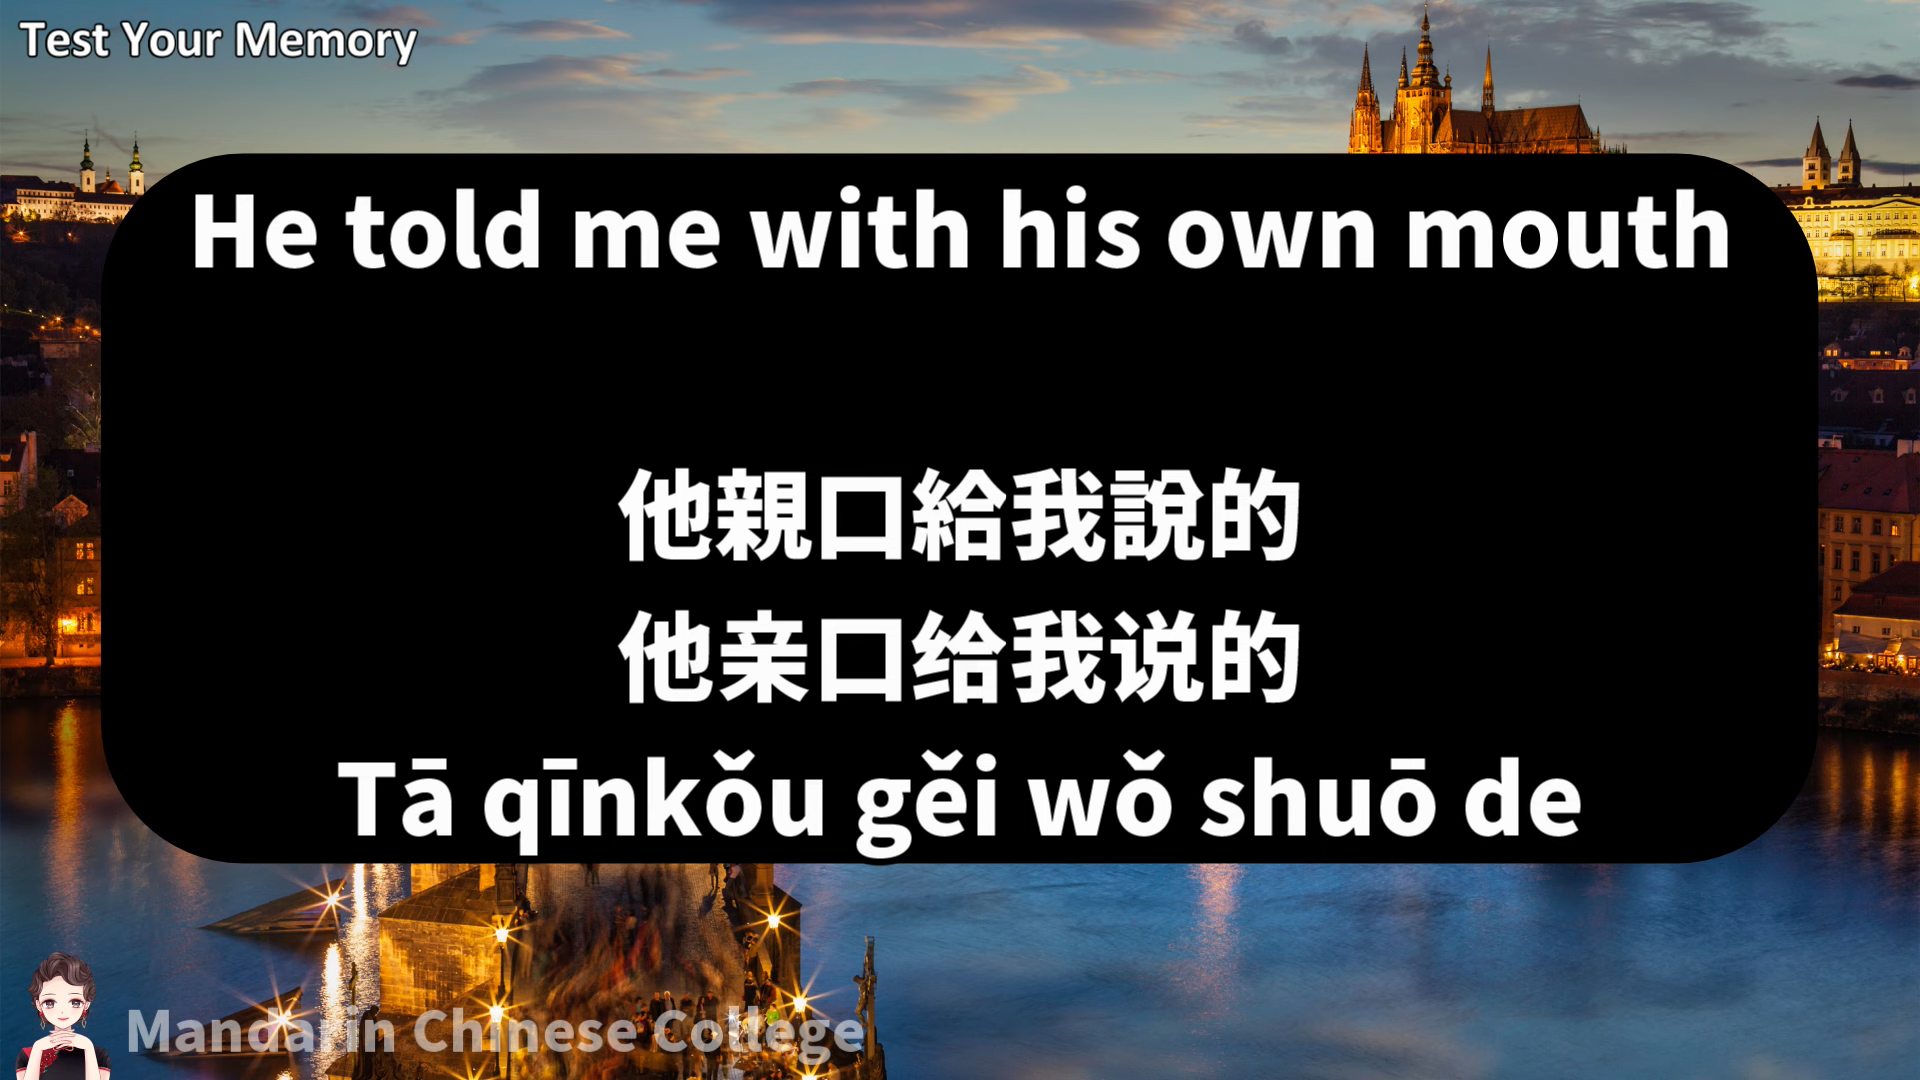 Test Your Memory
He told me with his own mouth
他親口給我說的
他亲口给我说的
Tā qīnkǒu gěi wǒ shuō de
Mandarin Chinese College